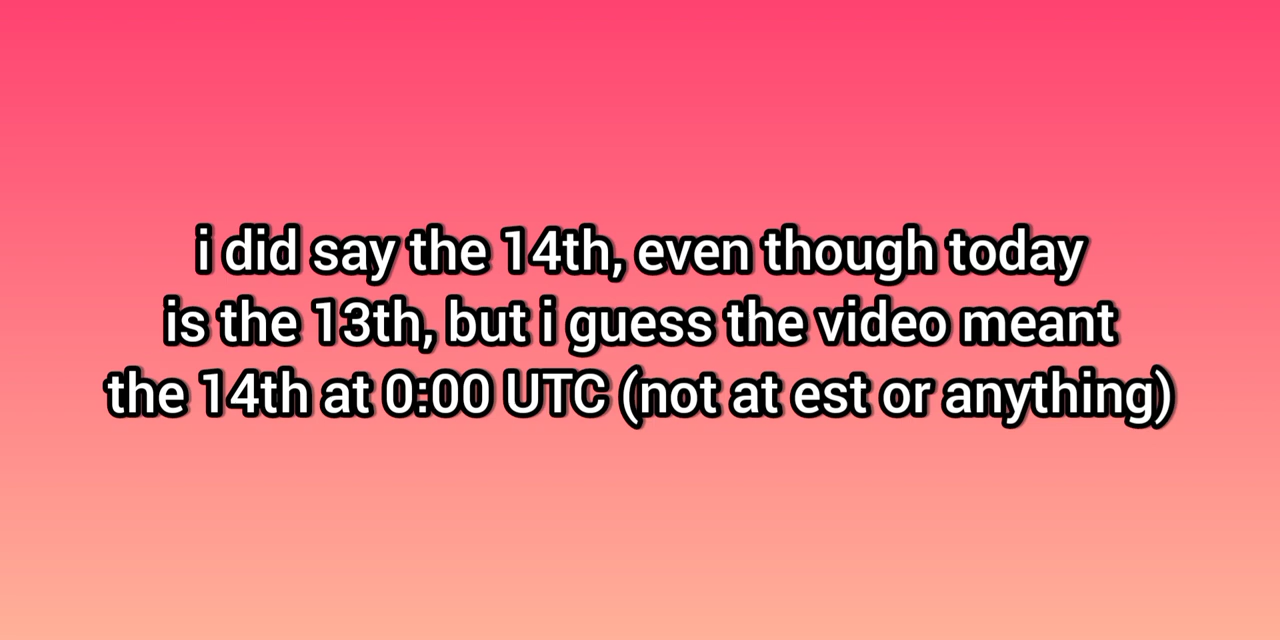 i did say the 14th, even though today
is the 13th, but i guess the video meant
the 14th at 0:00 UTC (not at est or anything)